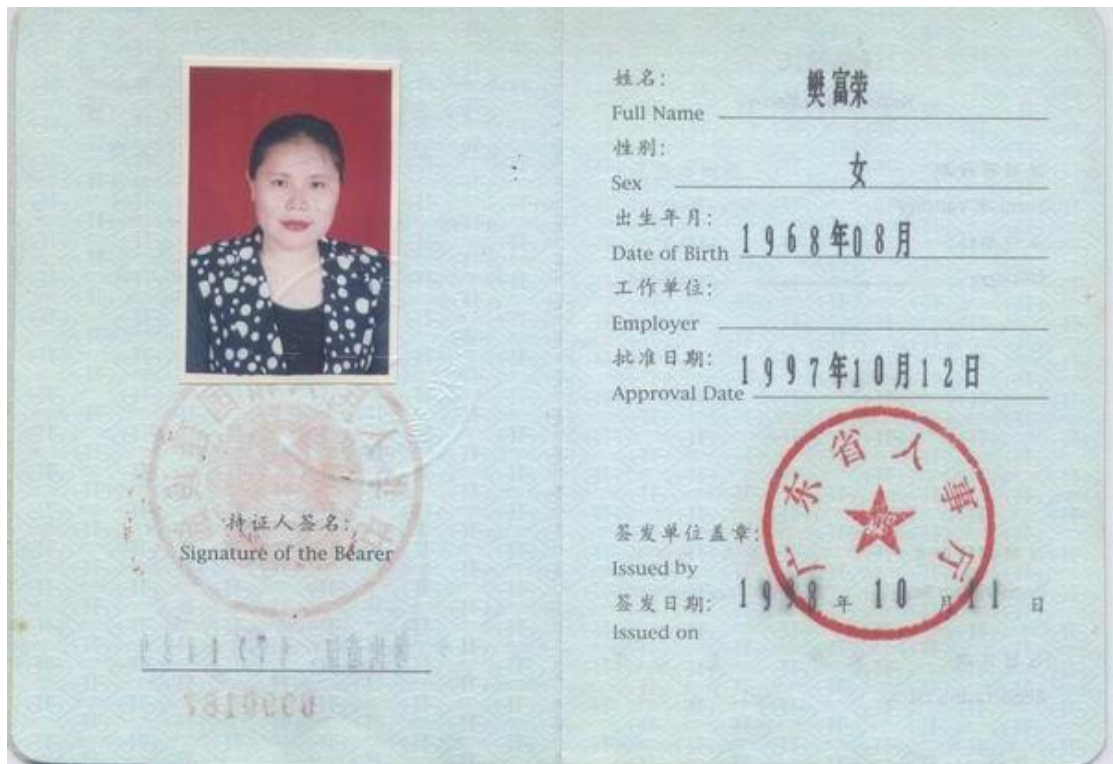 持证人签名:
Signature of the Bearer
姓名:
樊富荣
Full Name
性别:
女
Sex
出生年月:
Date of Birth 1968年08月
工作单位:
Employer
批准日期:
1997年10月12日
Approval Date
广东省人事厅
签发单位盖章:
Issued by
签发日期: 1998 年 10 月 11 日
Issued on